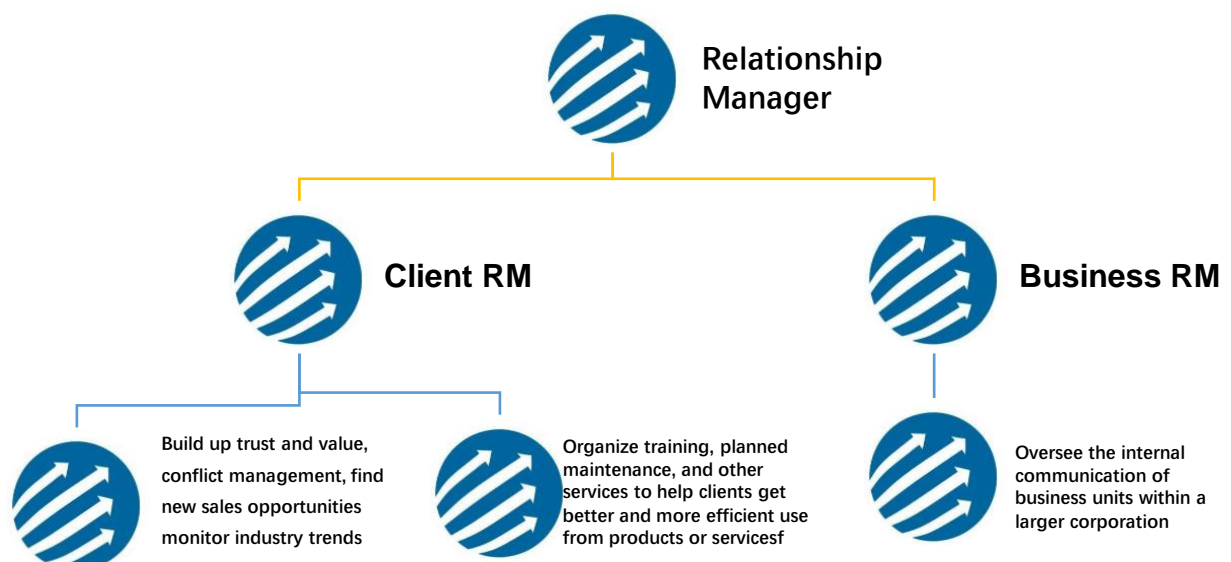 Relationship
Manager
Client RM
Business RM
Build up trust and value,
conflict management, find
new sales opportunities
monitor industry trends
Organize training, planned
maintenance, and other
services to help clients get
better and more efficient use
from products or servicesf
Oversee the internal
communication of
business units within a
larger corporation